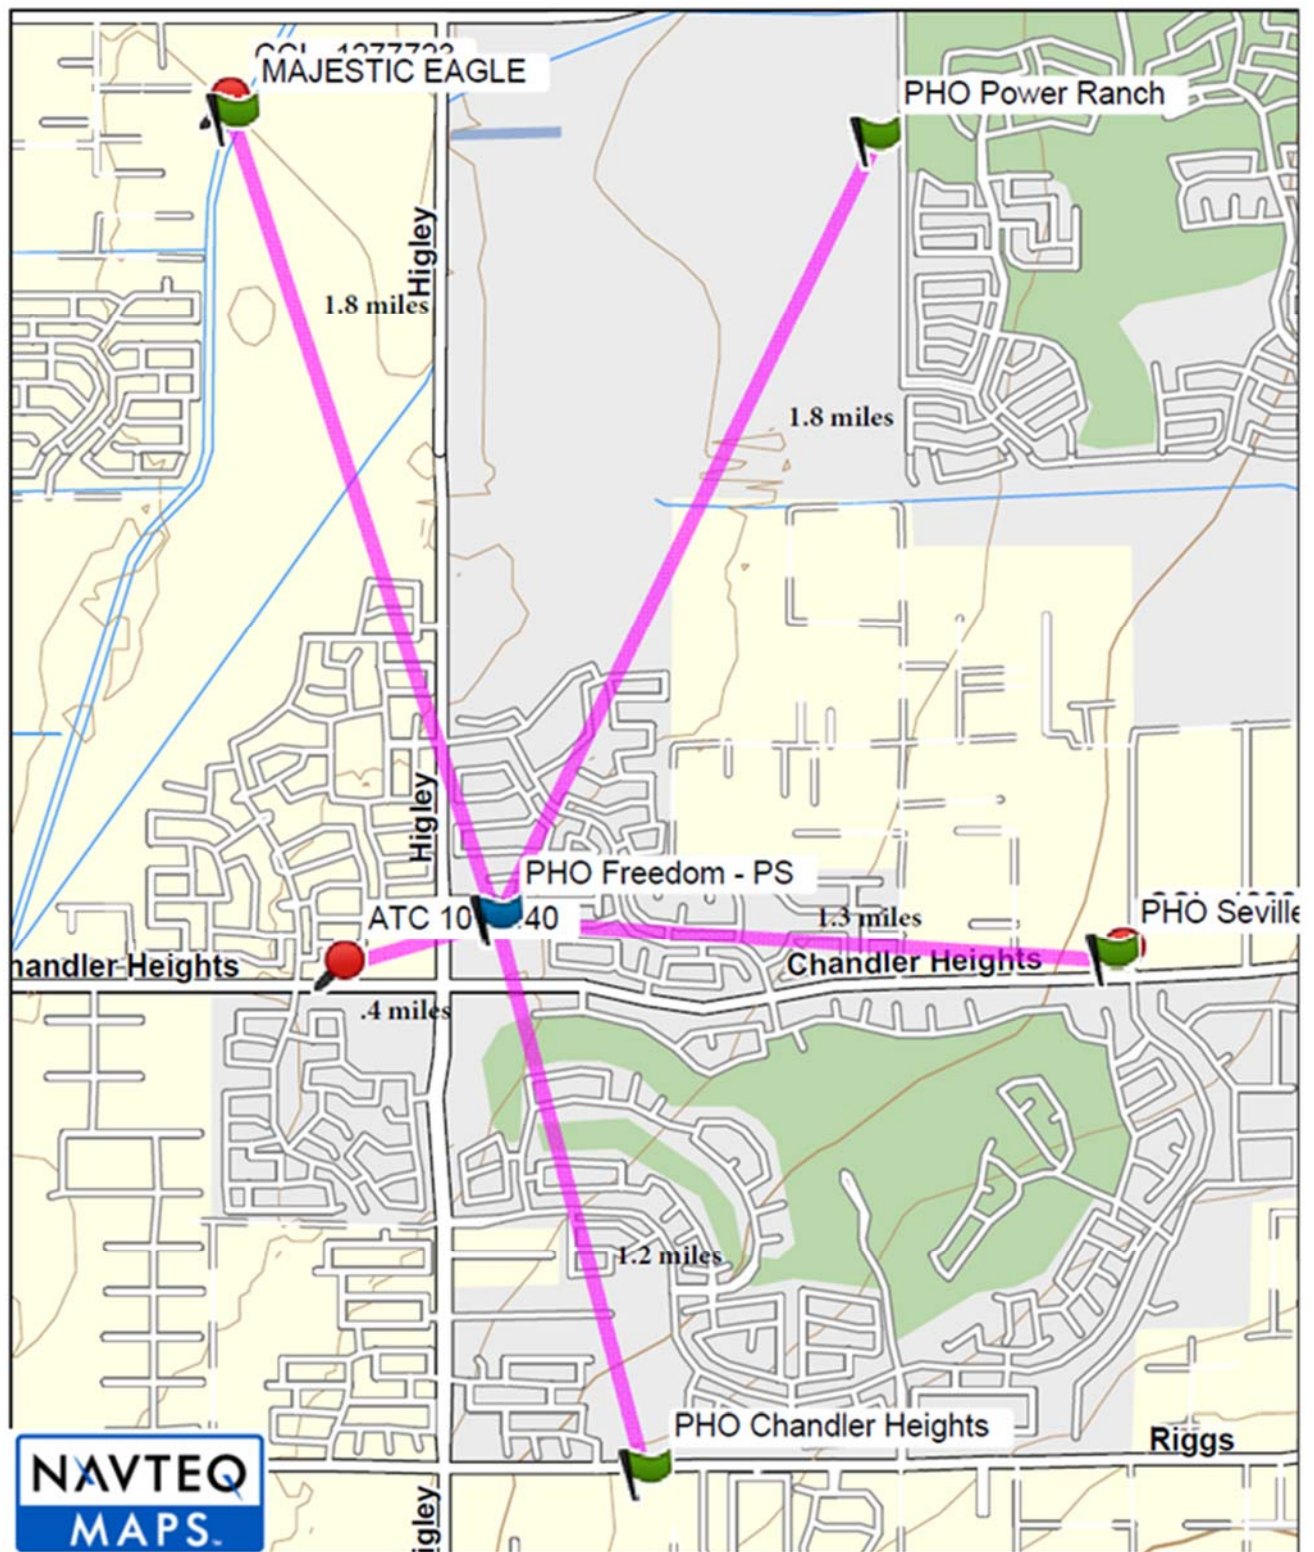 MAJESTIC EAGLE
PHO Power Ranch
Higley
1.8 miles
1.8 miles
Higley
PHO Freedom - PS
ATC 10 40
1.3 miles
PHO Seville
handler Heights
Chandler Heights
.4 miles
1.2 miles
PHO Chandler Heights
Riggs
igley
NAVTEQ
MAPS